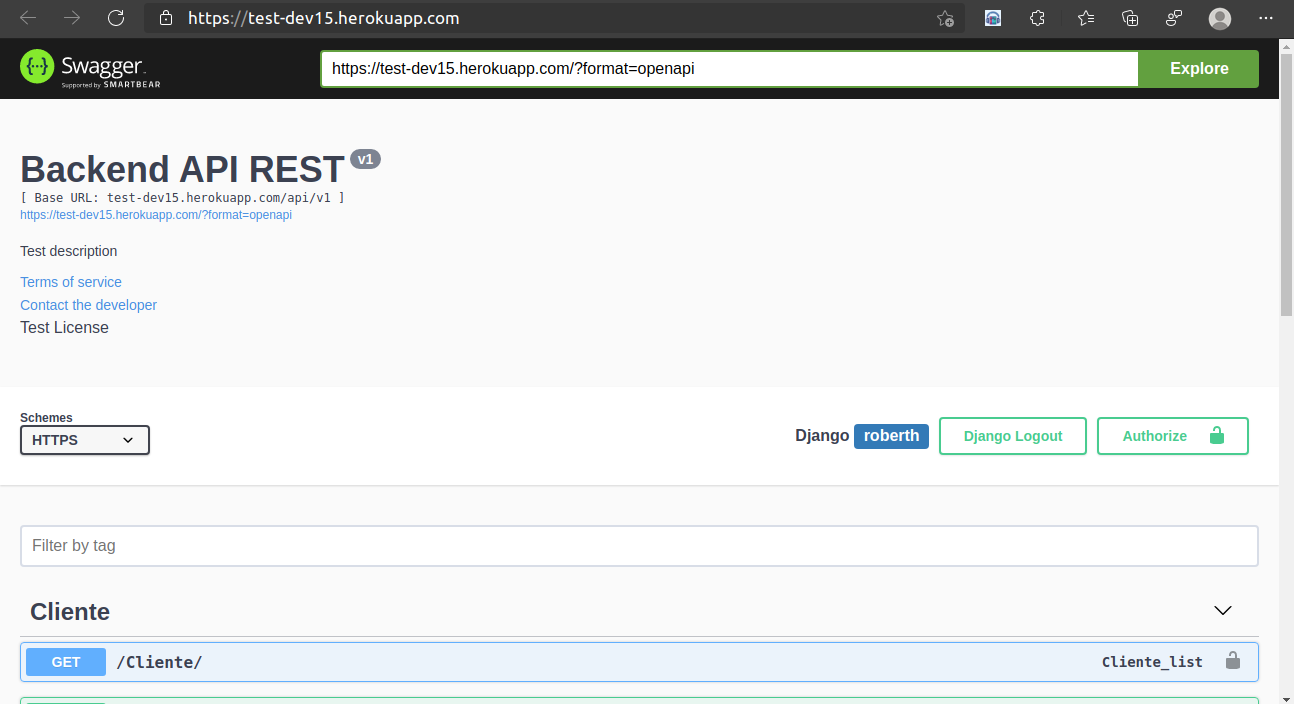 https://test-dev15.herokuapp.com
{··} Swagger™
Supported by SMARTBEAR
https://test-dev15.herokuapp.com/?format=openapi
Explore
Backend API REST v1
[ Base URL: test-dev15.herokuapp.com/api/v1 ]
https://test-dev15.herokuapp.com/?format=openapi
Test description
Terms of service
Contact the developer
Test License
Schemes
HTTPS
Django roberth
Django Logout
Authorize
Filter by tag
Cliente
GET /Cliente/ Cliente_list